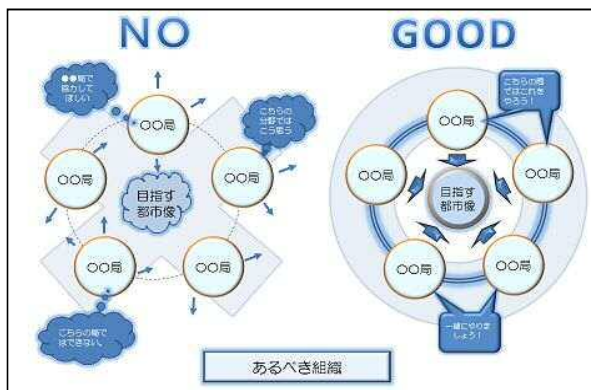 NO
GOOD
●●局で
協力して
ほしい
こちらの
分野では
こう思う
こちらの局
ではこれを
やろう！
〇〇局
〇〇局
〇〇局
〇〇局
〇〇局
目指す
都市像
〇〇局
〇〇局
〇〇局
〇〇局
〇〇局
目指す
都市像
こちらの局で
はできない。
一緒にやりま
しょう！
あるべき組織